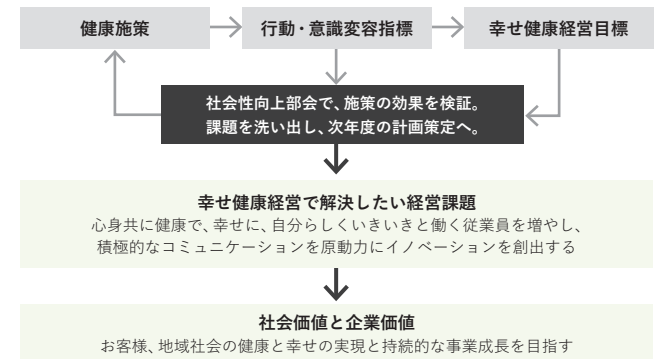 健康施策
行動・意識変容指標
幸せ健康経営目標
社会性向上部会で、施策の効果を検証。
課題を洗い出し、次年度の計画策定へ。
幸せ健康経営で解決したい経営課題
心身共に健康で、幸せに、自分らしくいきいきと働く従業員を増やし、
積極的なコミュニケーションを原動力にイノベーションを創出する
社会価値と企業価値
お客様、地域社会の健康と幸せの実現と持続的な事業成長を目指す